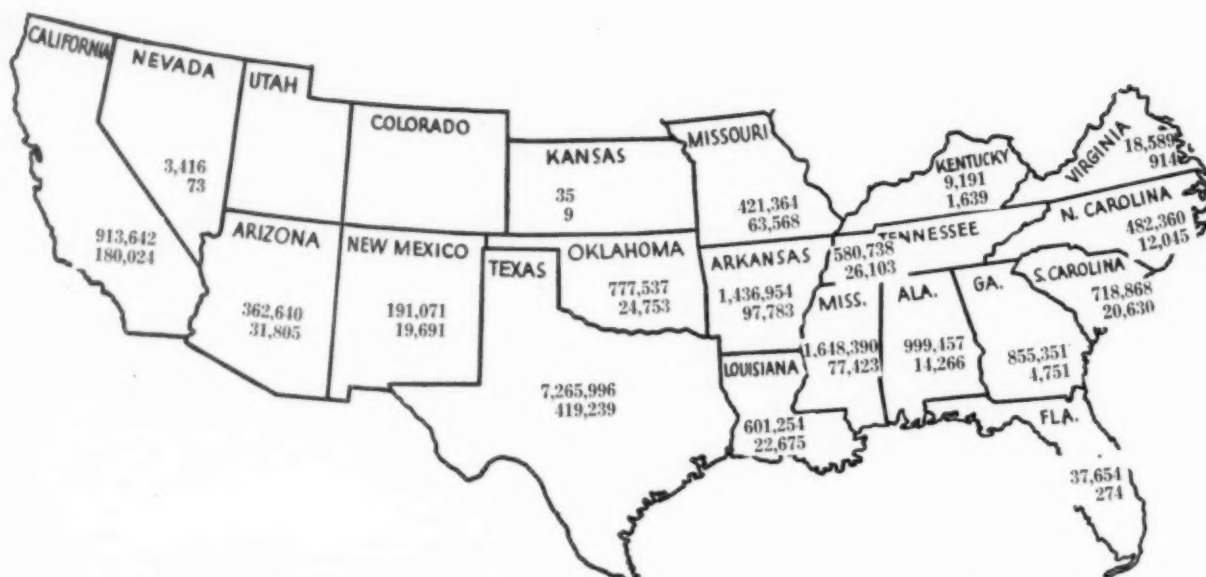 CALIFORNIA
913,642
180,024
NEVADA
3,416
73
UTAH
ARIZONA
362,640
31,805
COLORADO
NEW MEXICO
191,071
19,691
KANSAS
35
9
OKLAHOMA
777,537
24,753
TEXAS
7,265,996
419,239
MISSOURI
421,364
63,568
ARKANSAS
1,436,954
97,783
LOUISIANA
601,254
22,675
KENTUCKY
9,191
1,639
TENNESSEE
580,738
26,103
MISS.
1,648,390
77,423
ALA.
999,457
14,266
GA.
855,351
4,751
FLA.
37,654
274
VIRGINIA
18,589
914
N. CAROLINA
482,360
12,045
S. CAROLINA
718,868
20,630